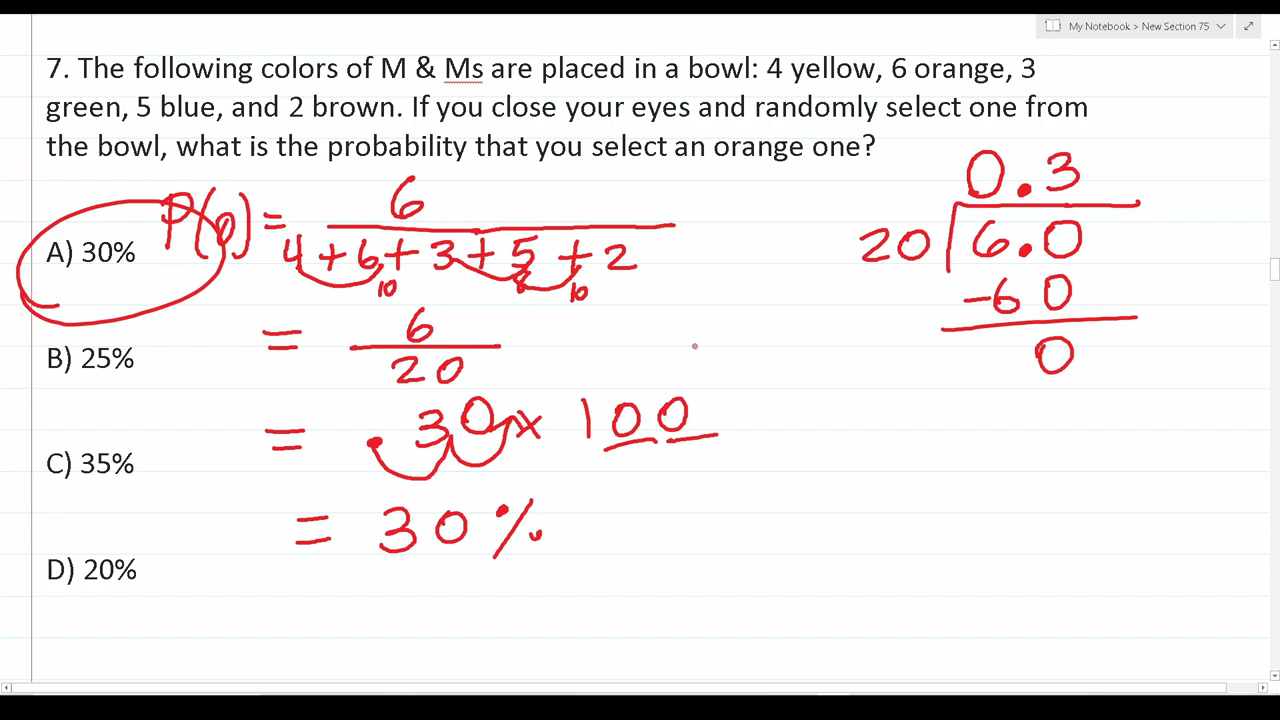 My Notebook > New Section 75
7. The following colors of M & Ms are placed in a bowl: 4 yellow, 6 orange, 3
green, 5 blue, and 2 brown. If you close your eyes and randomly select one from
the bowl, what is the probability that you select an orange one?
0.3
20 6.0
-60
0
P(0) = 6
4+6+3+5+2
10 8 10
A) 30%
= 6
20
B) 25%
= .30 x 100
C) 35%
= 30%
D) 20%